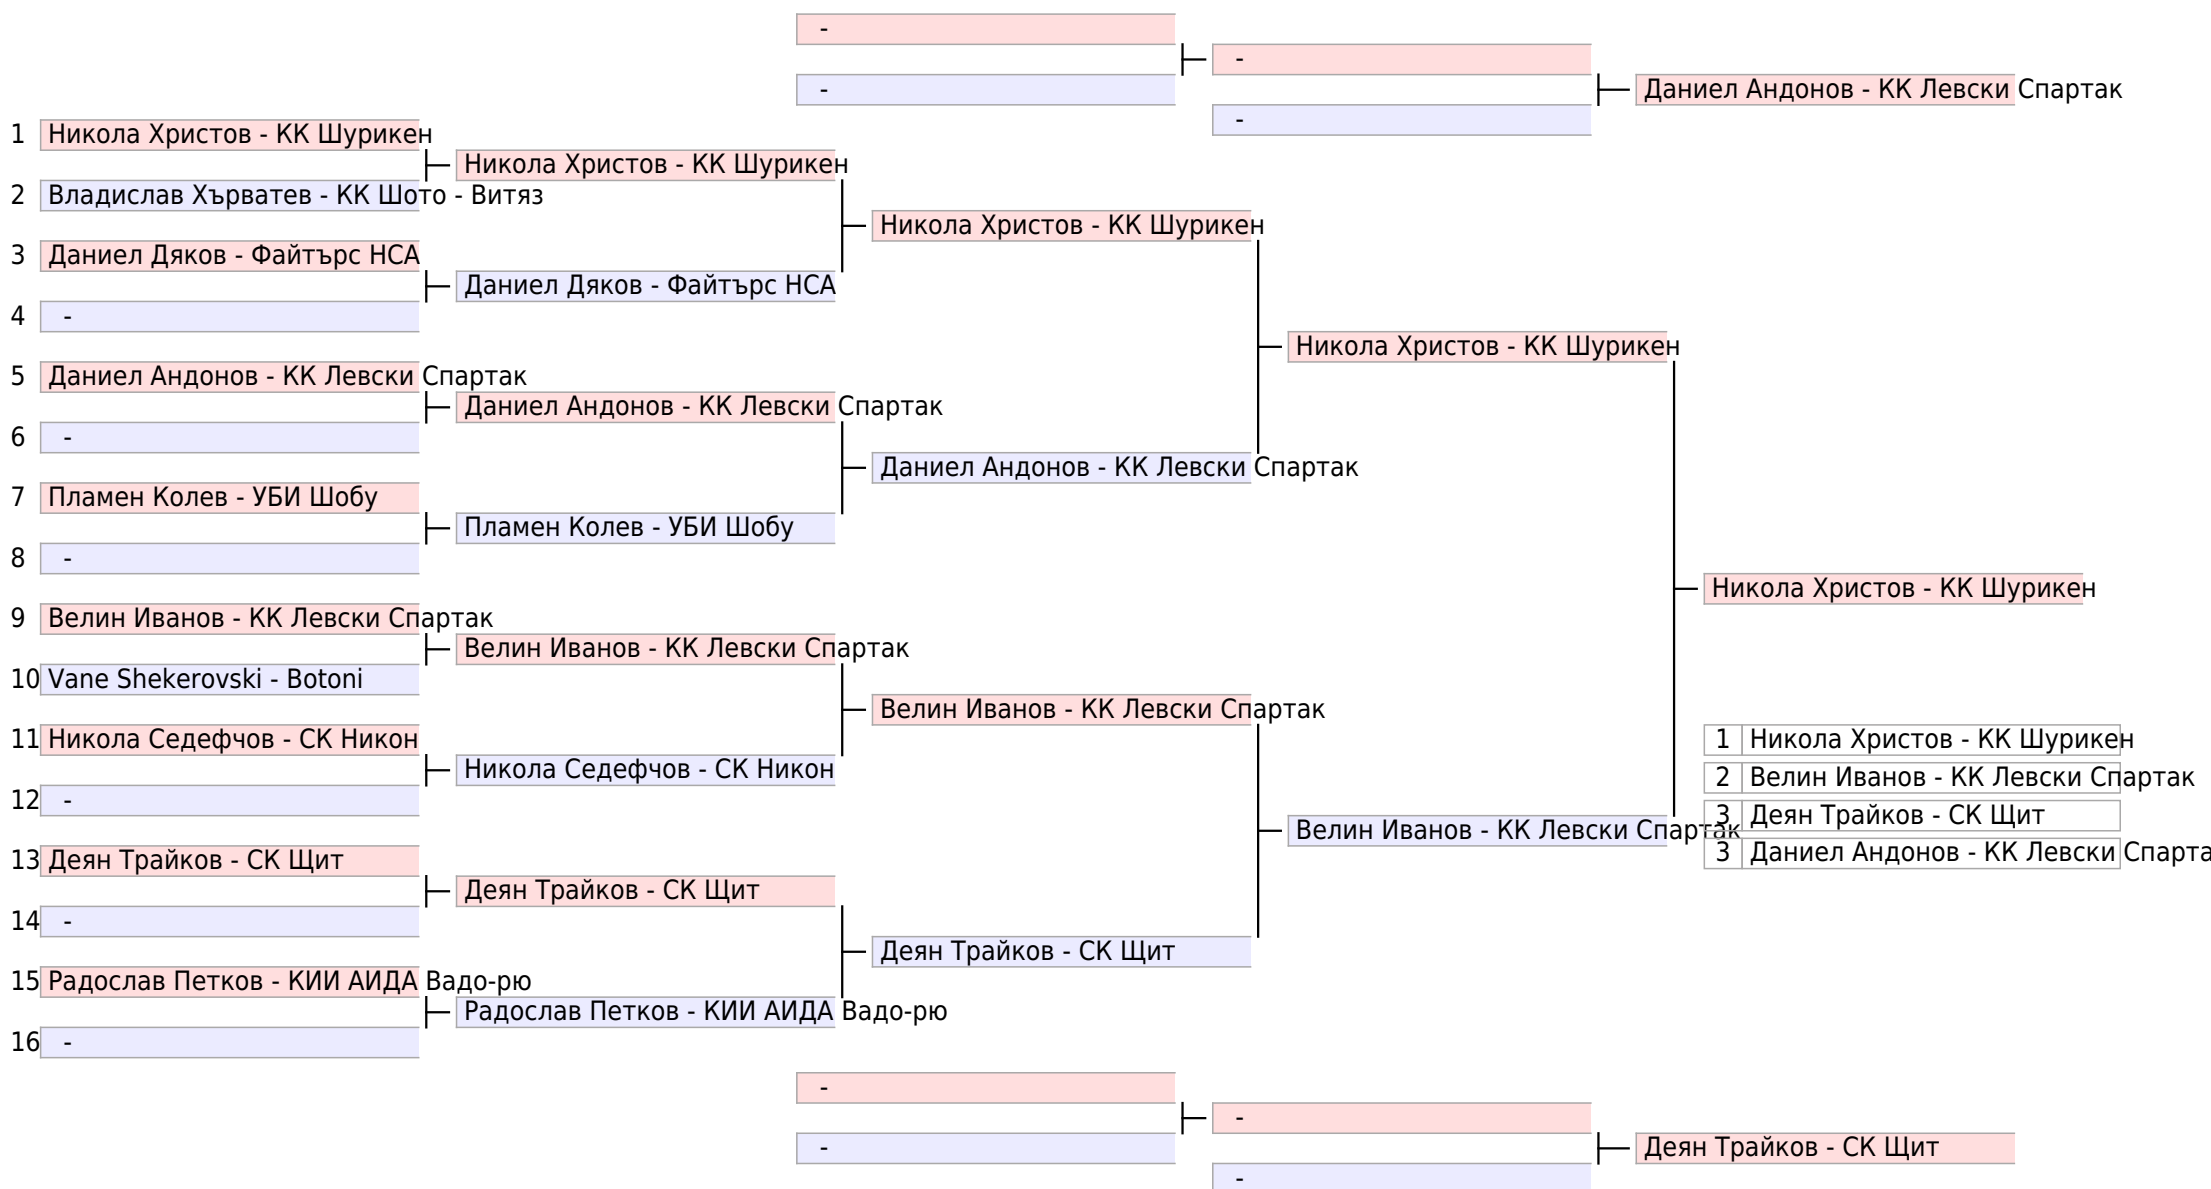 -
-
-
-
Даниел Андонов - КК Левски Спартак
1 Никола Христов - КК Шурикен
2 Владислав Хърватев - КК Шото - Витяз
3 Даниел Дяков - Файтърс НСА
4 -
5 Даниел Андонов - КК Левски Спартак
6 -
7 Пламен Колев - УБИ Шобу
8 -
9 Велин Иванов - КК Левски Спартак
10 Vane Shekerovski - Botoni
11 Никола Седефчов - СК Никон
12 -
13 Деян Трайков - СК Щит
14 -
15 Радослав Петков - КИИ АИДА Вадо-рю
16 -
Никола Христов - КК Шурикен
Даниел Дяков - Файтърс НСА
Даниел Андонов - КК Левски Спартак
Пламен Колев - УБИ Шобу
Велин Иванов - КК Левски Спартак
Никола Седефчов - СК Никон
Деян Трайков - СК Щит
Радослав Петков - КИИ АИДА Вадо-рю
Никола Христов - КК Шурикен
Даниел Андонов - КК Левски Спартак
Велин Иванов - КК Левски Спартак
Деян Трайков - СК Щит
Никола Христов - КК Шурикен
Велин Иванов - КК Левски Спартак
Никола Христов - КК Шурикен
1 Никола Христов - КК Шурикен
2 Велин Иванов - КК Левски Спартак
3 Деян Трайков - СК Щит
3 Даниел Андонов - КК Левски Спарта
-
-
-
-
Деян Трайков - СК Щит